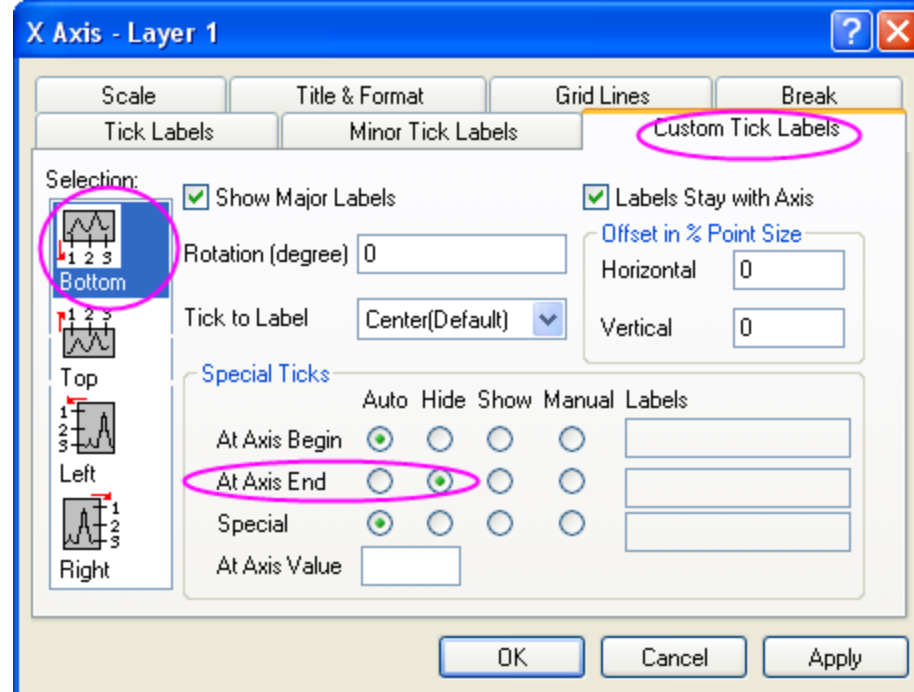 X Axis - Layer 1
Scale
Title & Format
Grid Lines
Break
Tick Labels
Minor Tick Labels
Custom Tick Labels
Selection:
1 2 3
Bottom
1 2 3
Top
1
2
3
Left
1
2
3
Right
Show Major Labels
Labels Stay with Axis
Rotation (degree) 0
Offset in % Point Size
Horizontal 0
Tick to Label Center(Default)
Vertical 0
Special Ticks
Auto Hide Show Manual Labels
At Axis Begin
At Axis End
Special
At Axis Value
OK
Cancel
Apply